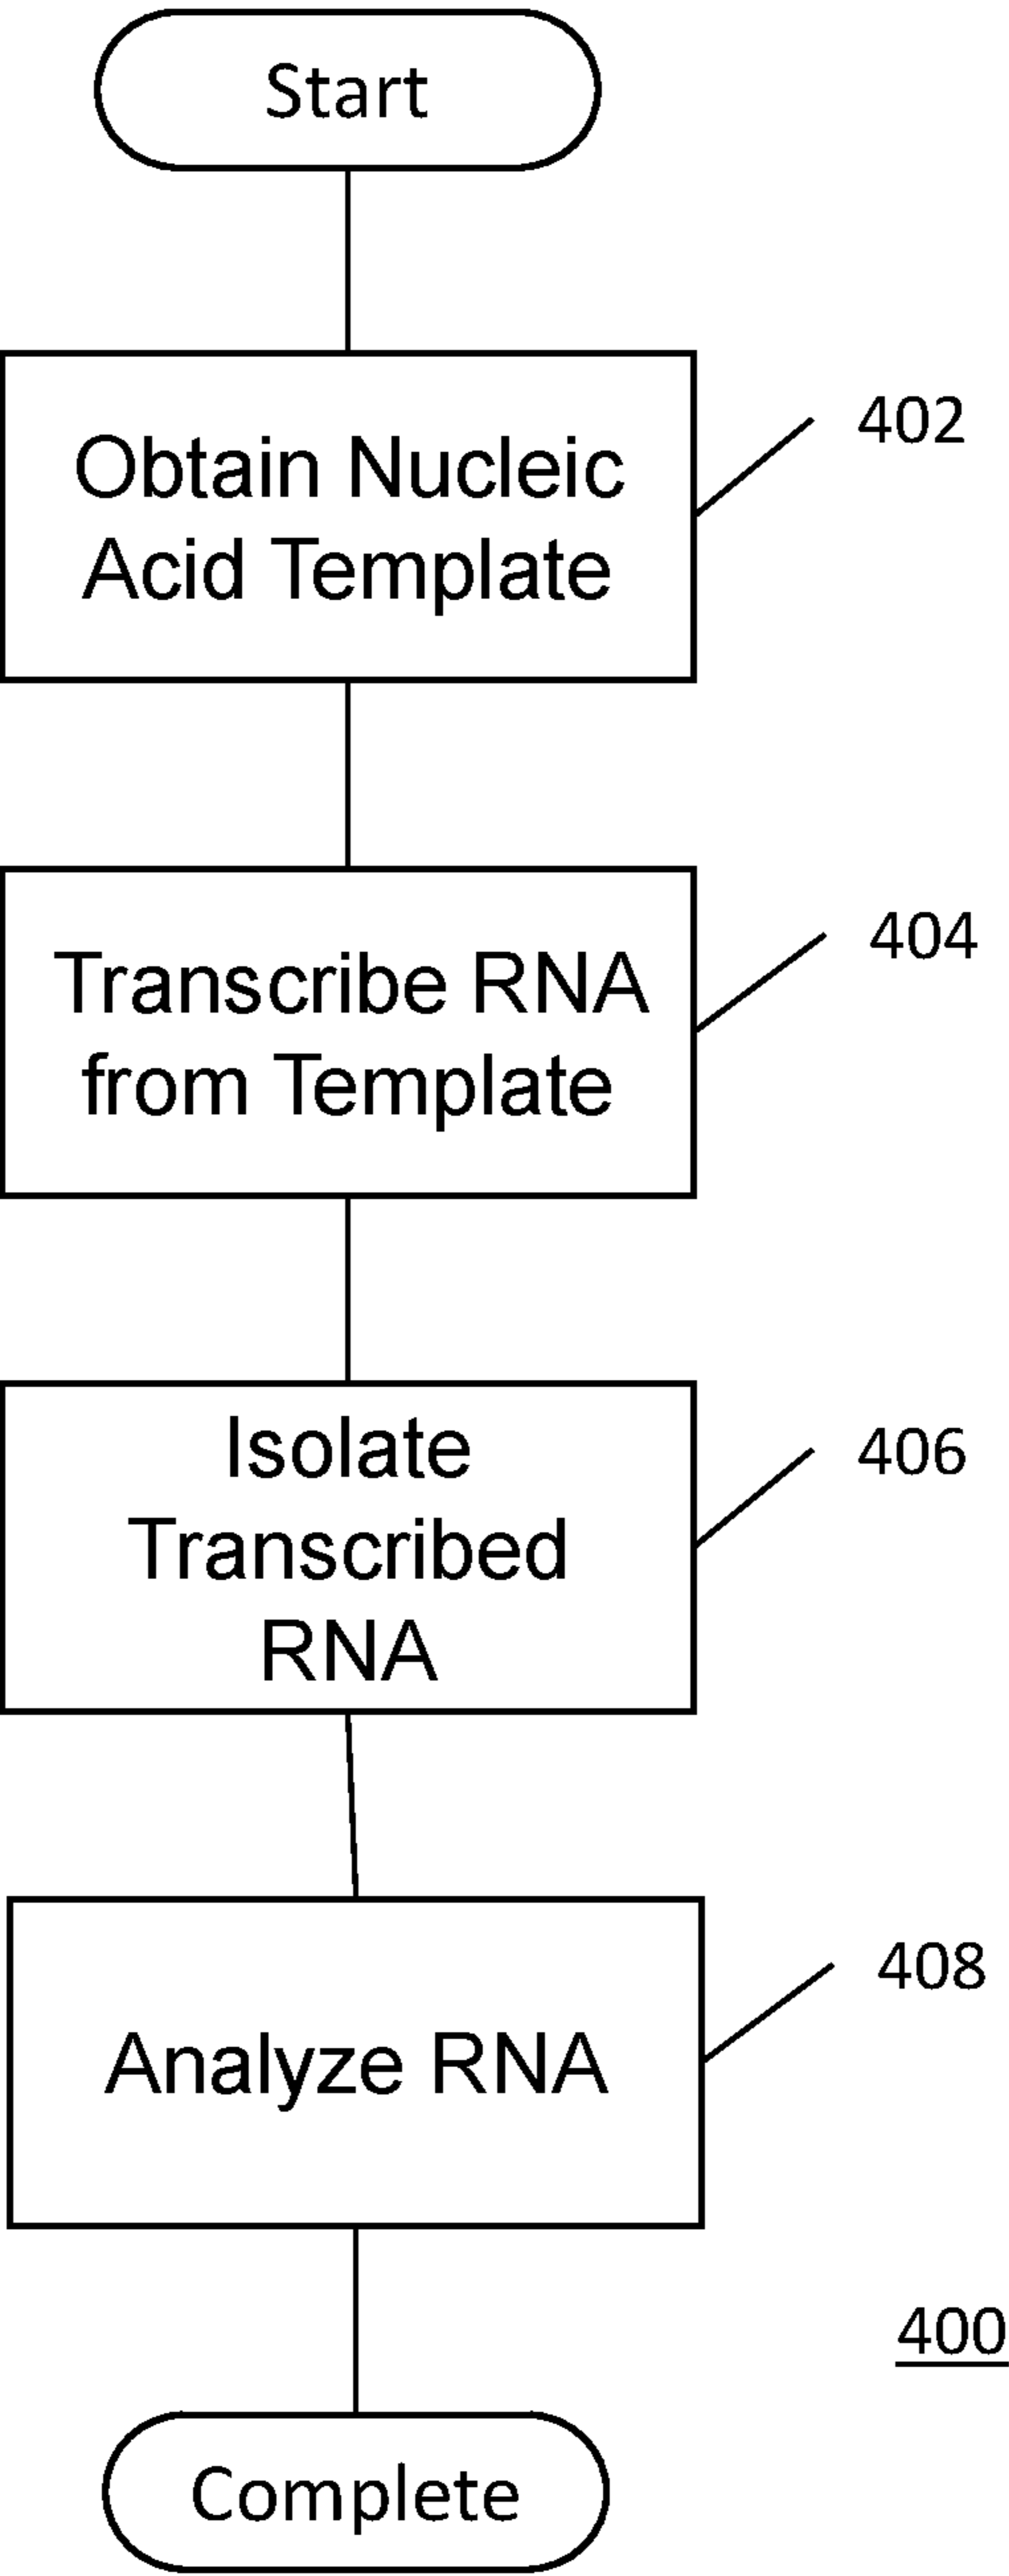 Start
402
Obtain Nucleic
Acid Template
404
Transcribe RNA
from Template
406
Isolate
Transcribed
RNA
408
Analyze RNA
400
Complete